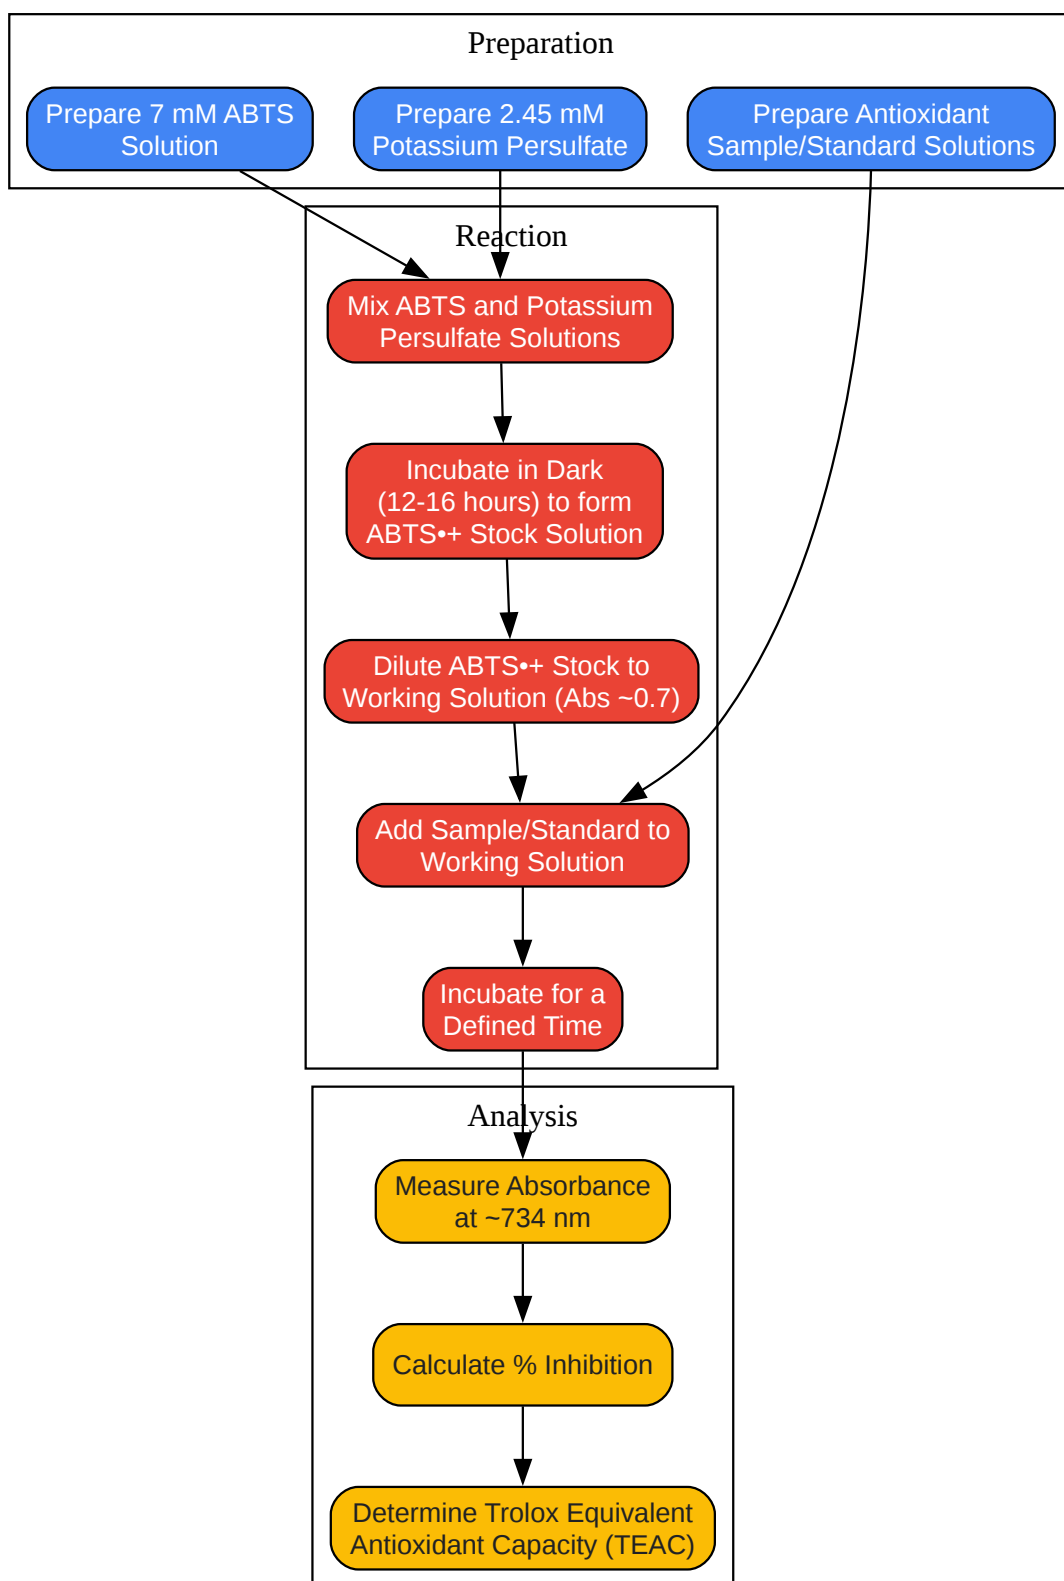 Preparation
Prepare 7 mM ABTS
Solution
Prepare 2.45 mM
Potassium Persulfate
Prepare Antioxidant
Sample/Standard Solutions
Reaction
Mix ABTS and Potassium
Persulfate Solutions
Incubate in Dark
(12-16 hours) to form
ABTS•+ Stock Solution
Dilute ABTS•+ Stock to
Working Solution (Abs ~0.7)
Add Sample/Standard to
Working Solution
Incubate for a
Defined Time
Analysis
Measure Absorbance
at ~734 nm
Calculate % Inhibition
Determine Trolox Equivalent
Antioxidant Capacity (TEAC)